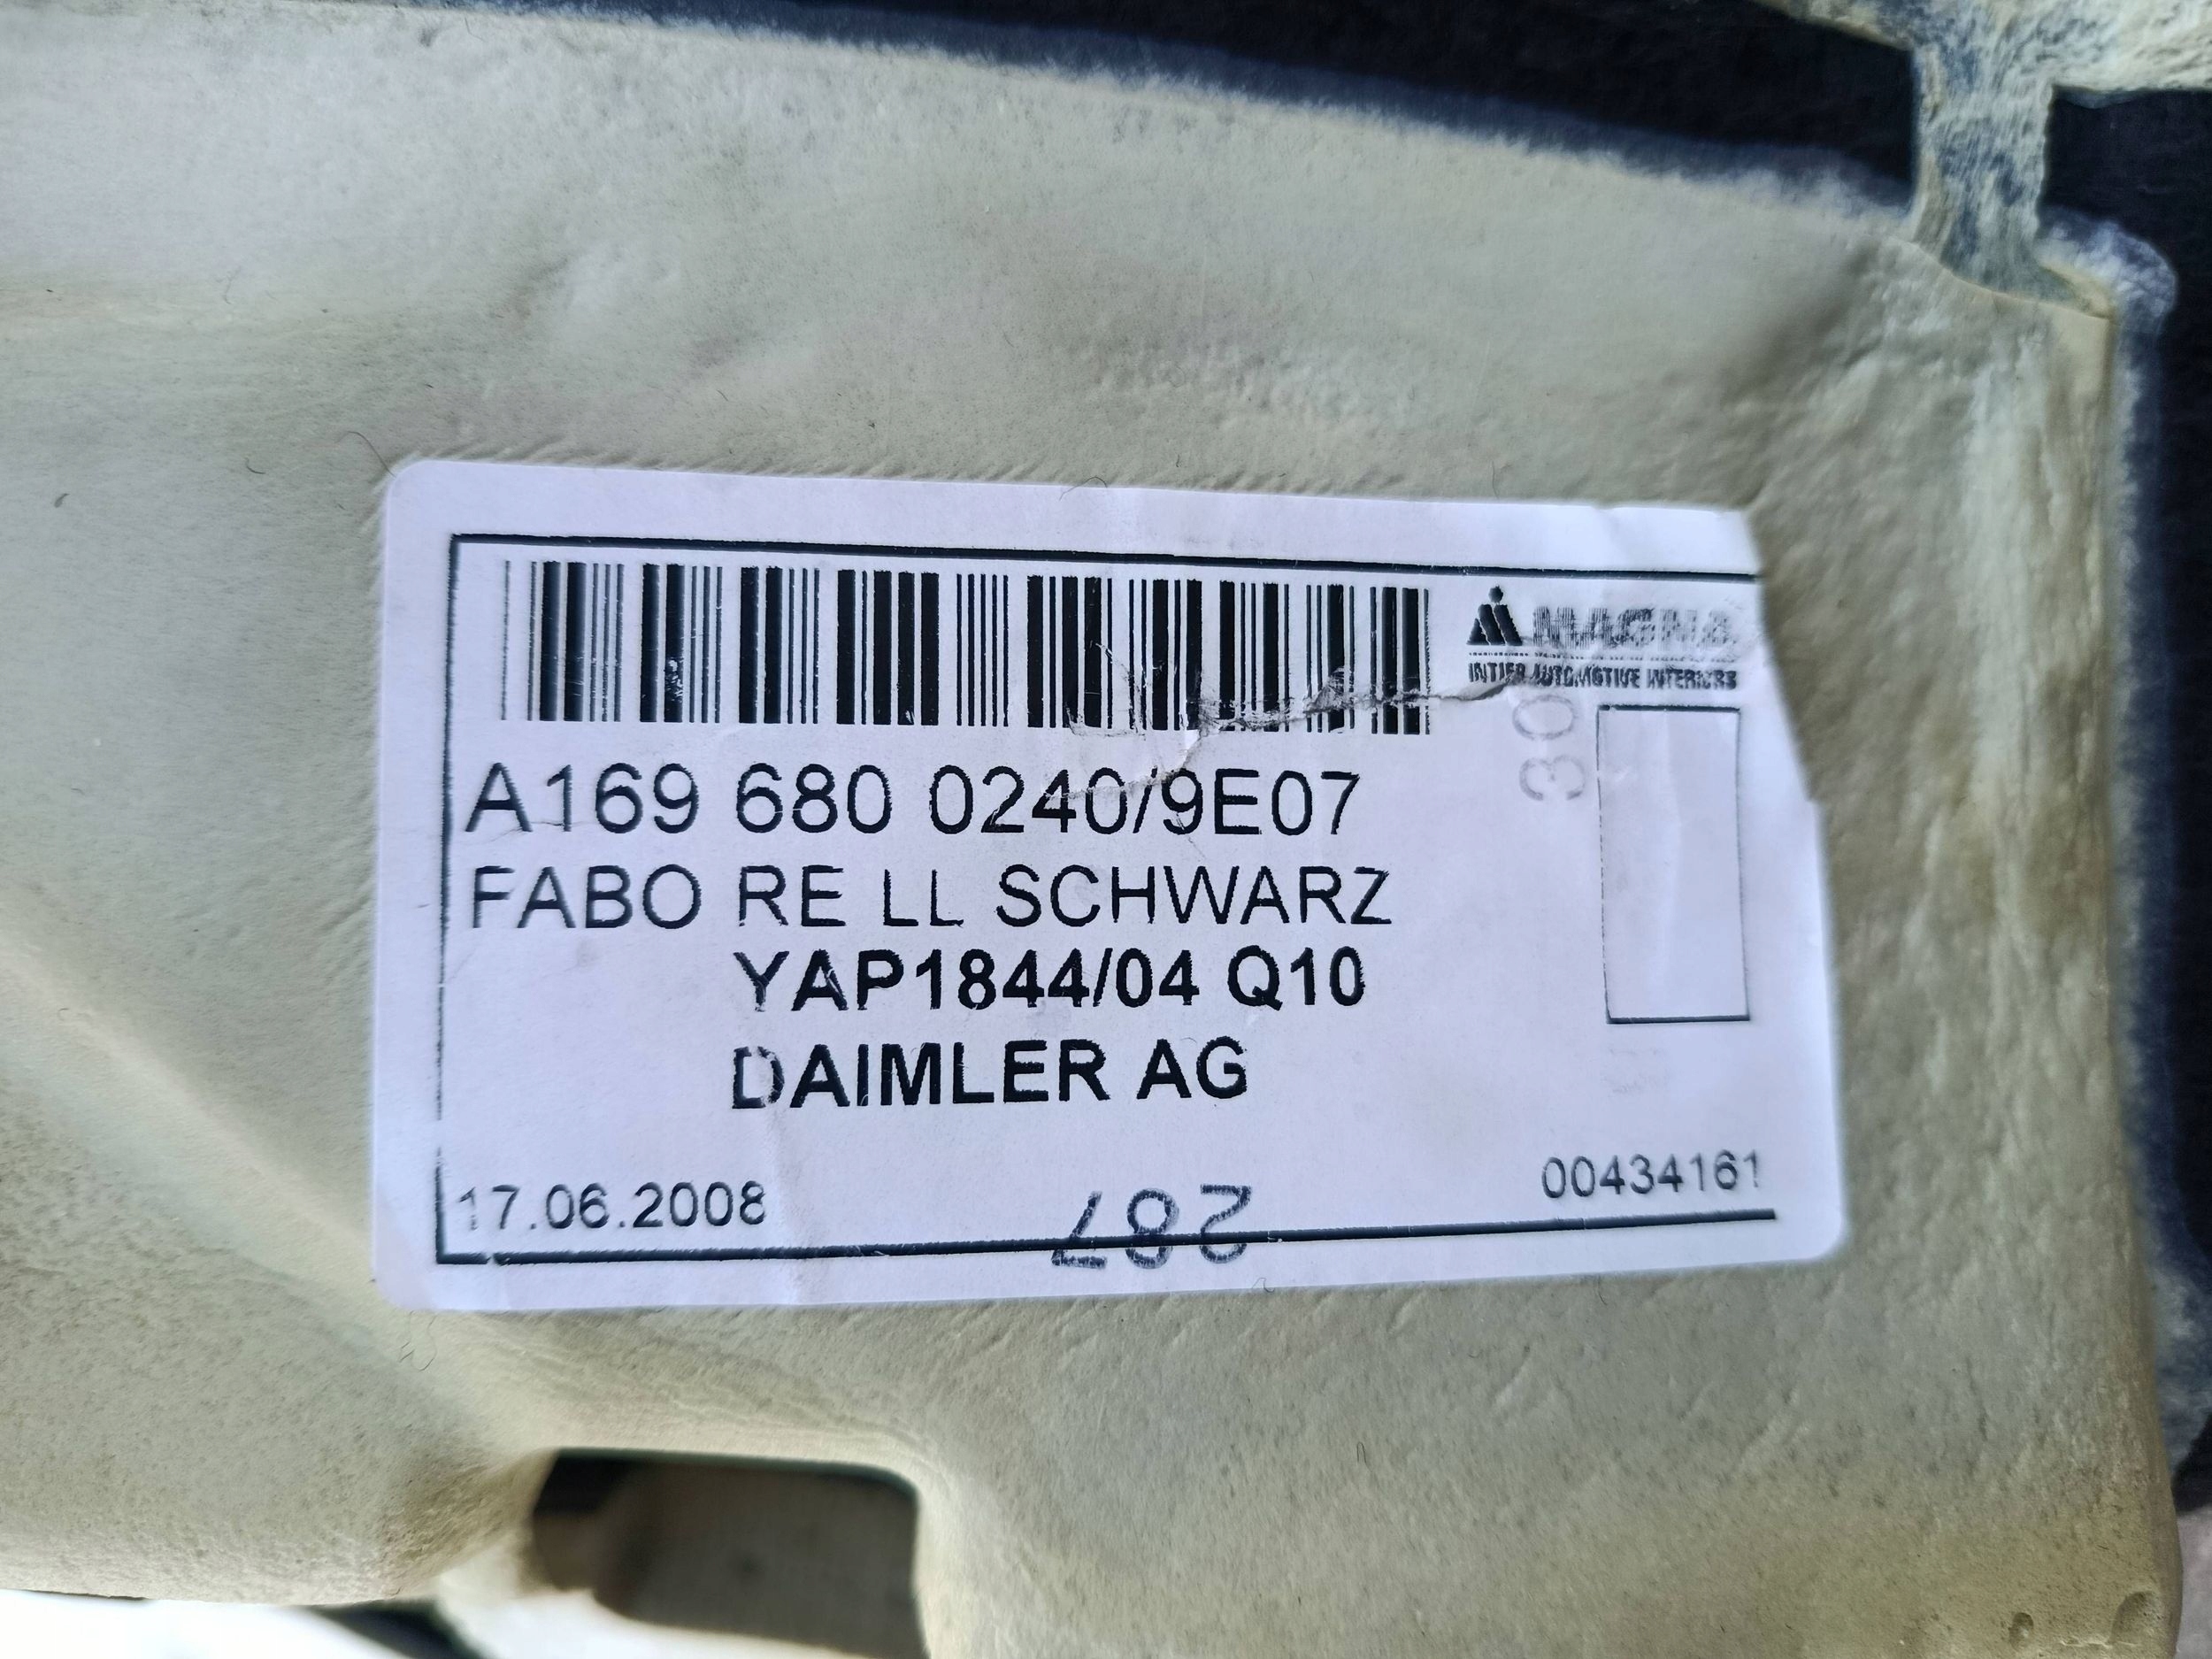 MAGNA
INTIER AUTOMOTIVE INTERIORS
30
A169 680 0240/9E07
FABO RE LL SCHWARZ
YAP1844/04 Q10
DAIMLER AG
17.06.2008
00434161
287